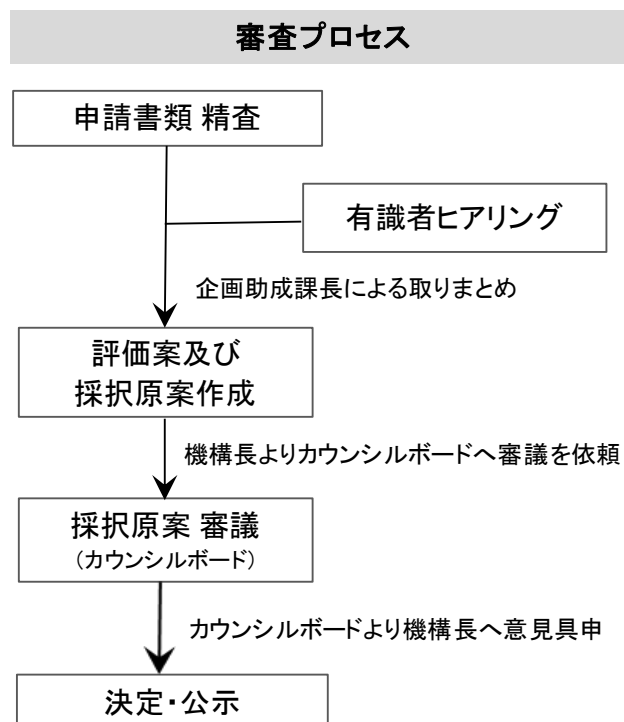 審査プロセス
申請書類 精査
有識者ヒアリング
企画助成課長による取りまとめ
評価案及び
採択原案作成
機構長よりカウンシルボードへ審議を依頼
採択原案 審議
（カウンシルボード）
カウンシルボードより機構長へ意見具申
決定・公示